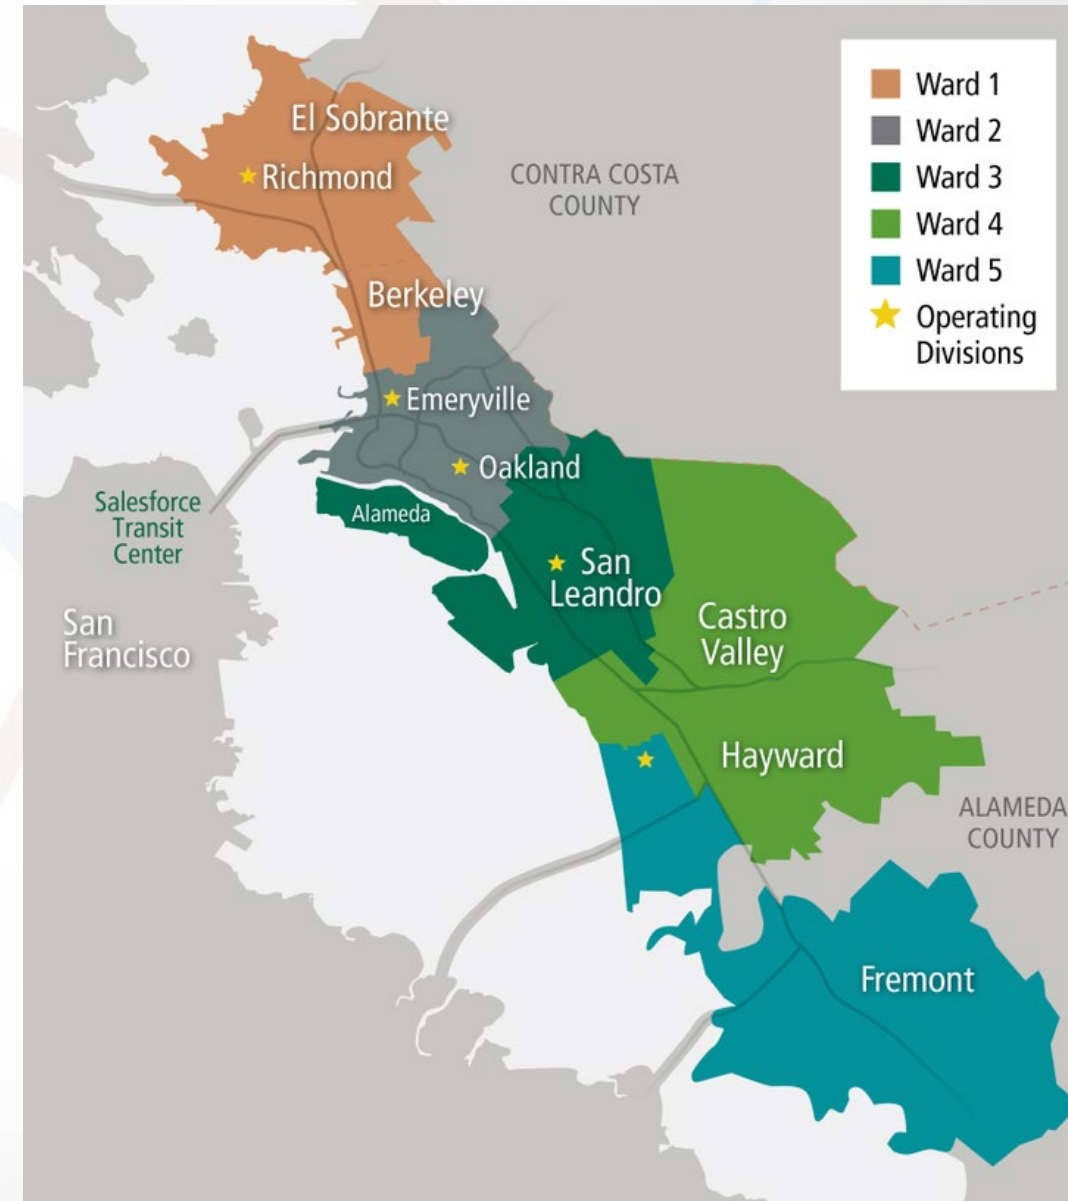 Ward 1
Ward 2
Ward 3
Ward 4
Ward 5
Operating
Divisions
El Sobrante
Richmond
CONTRA COSTA
COUNTY
Berkeley
Emeryville
Oakland
Alameda
Salesforce
Transit
Center
San
Leandro
San
Francisco
Castro
Valley
Hayward
ALAMEDA
COUNTY
Fremont